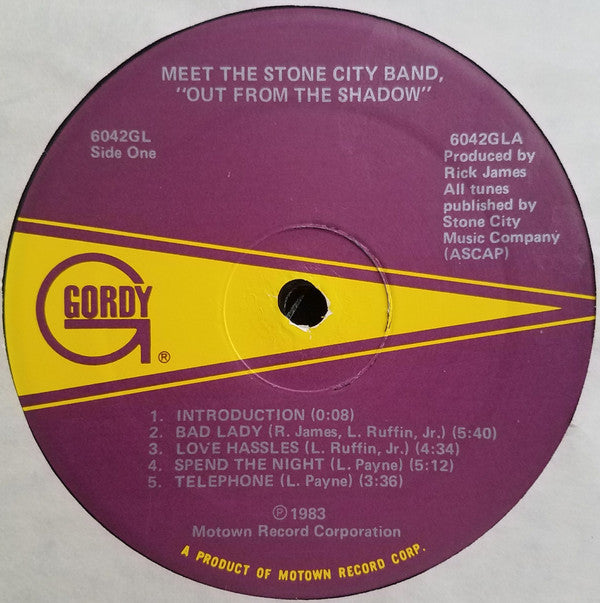 MEET THE STONE CITY BAND,
"OUT FROM THE SHADOW"
6042GL
Side One
6042GLA
Produced by
Rick James
All tunes
published by
Stone City
Music Company
(ASCAP)
GORDY
®
1. INTRODUCTION (0:08)
2. BAD LADY (R. James, L. Ruffin, Jr.) (5:40)
3. LOVE HASSLES (L. Ruffin, Jr.) (4:34)
4. SPEND THE NIGHT (L. Payne) (5:12)
5. TELEPHONE (L. Payne) (3:36)
℗ 1983
Motown Record Corporation
A PRODUCT OF MOTOWN RECORD CORP.